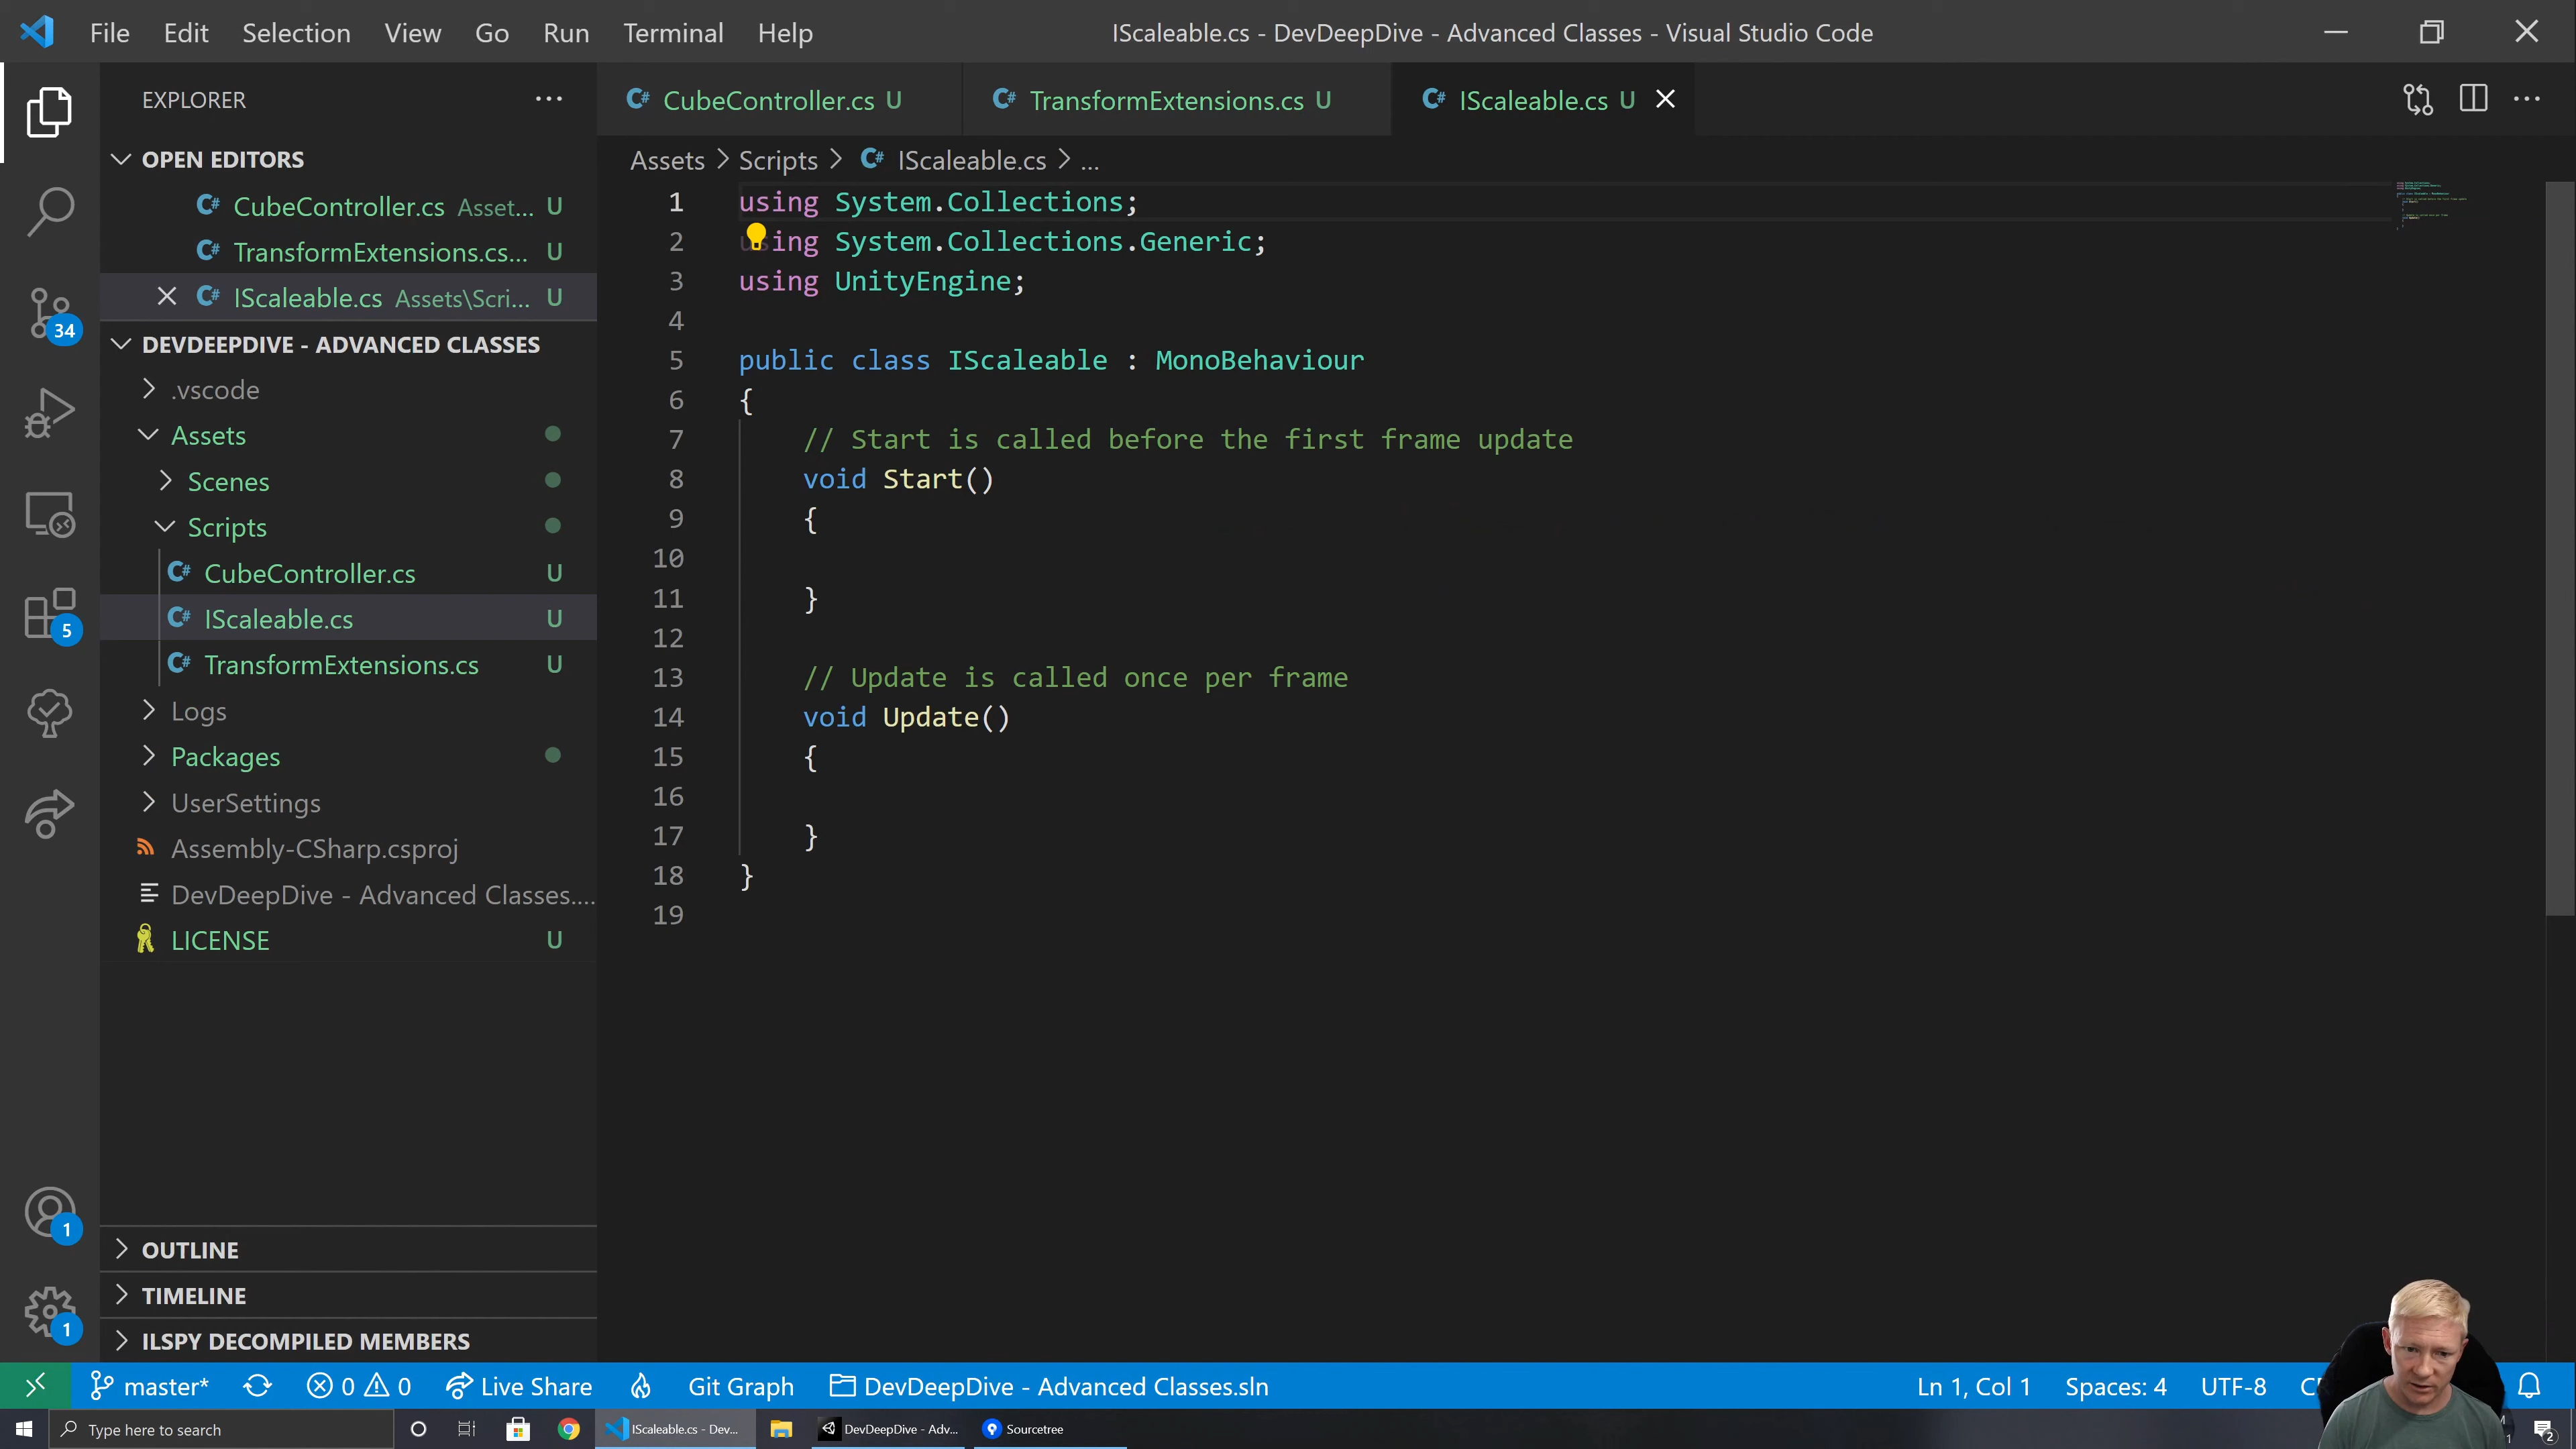 File Edit Selection View Go Run Terminal Help
IScaleable.cs - DevDeepDive - Advanced Classes - Visual Studio Code
EXPLORER
OPEN EDITORS
CubeController.cs Asset... U
TransformExtensions.cs... U
IScaleable.cs Assets\Scri... U
DEVDEEPDIVE - ADVANCED CLASSES
.vscode
Assets
Scenes
Scripts
CubeController.cs U
IScaleable.cs U
TransformExtensions.cs U
Logs
Packages
UserSettings
Assembly-CSharp.csproj
DevDeepDive - Advanced Classes....
LICENSE U
OUTLINE
TIMELINE
ILSPY DECOMPILED MEMBERS
34
5
1
1
CubeController.cs U
TransformExtensions.cs U
IScaleable.cs U
Assets > Scripts > IScaleable.cs > ...
1 using System.Collections;
2 using System.Collections.Generic;
3 using UnityEngine;
4
5 public class IScaleable : MonoBehaviour
6 {
7 // Start is called before the first frame update
8 void Start()
9 {
10
11 }
12
13 // Update is called once per frame
14 void Update()
15 {
16
17 }
18 }
19
master* 0 0 Live Share Git Graph DevDeepDive - Advanced Classes.sln Ln 1, Col 1 Spaces: 4 UTF-8
Type here to search
IScaleable.cs - Dev...
DevDeepDive - Adv...
Sourcetree
2